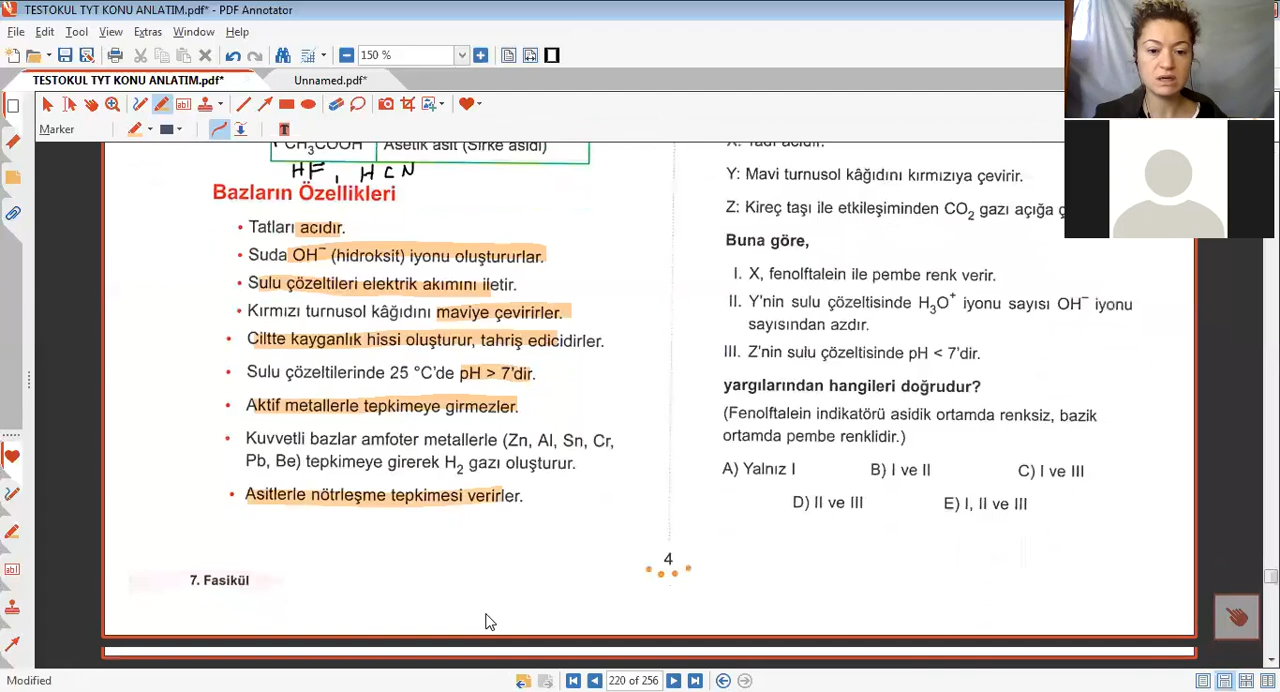 TESTOKUL TYT KONU ANLATIM.pdf* - PDF Annotator
File Edit Tool View Extras Window Help
150 %
TESTOKUL TYT KONU ANLATIM.pdf* Unnamed.pdf*
Marker
CH₃COOH Asetik asit (Sirke asidi)
HF, HCN
Bazların Özellikleri
• Tatları acıdır.
• Suda OH⁻ (hidroksit) iyonu oluştururlar.
• Sulu çözeltileri elektrik akımını iletir.
• Kırmızı turnusol kâğıdını maviye çevirirler.
• Ciltte kayganlık hissi oluşturur, tahriş edicidirler.
• Sulu çözeltilerinde 25 °C'de pH > 7'dir.
• Aktif metallerle tepkimeye girmezler.
• Kuvvetli bazlar amfoter metallerle (Zn, Al, Sn, Cr,
Pb, Be) tepkimeye girerek H₂ gazı oluşturur.
• Asitlerle nötrleşme tepkimesi verirler.
7. Fasikül
4
X: Tadı acıdır.
Y: Mavi turnusol kâğıdını kırmızıya çevirir.
Z: Kireç taşı ile etkileşiminden CO₂ gazı açığa
Buna göre,
I. X, fenolftalein ile pembe renk verir.
II. Y'nin sulu çözeltisinde H₃O⁺ iyonu sayısı OH⁻ iyonu
sayısından azdır.
III. Z'nin sulu çözeltisinde pH < 7'dir.
yargılarından hangileri doğrudur?
(Fenolftalein indikatörü asidik ortamda renksiz, bazik
ortamda pembe renklidir.)
A) Yalnız I B) I ve II C) I ve III
D) II ve III E) I, II ve III
Modified
220 of 256